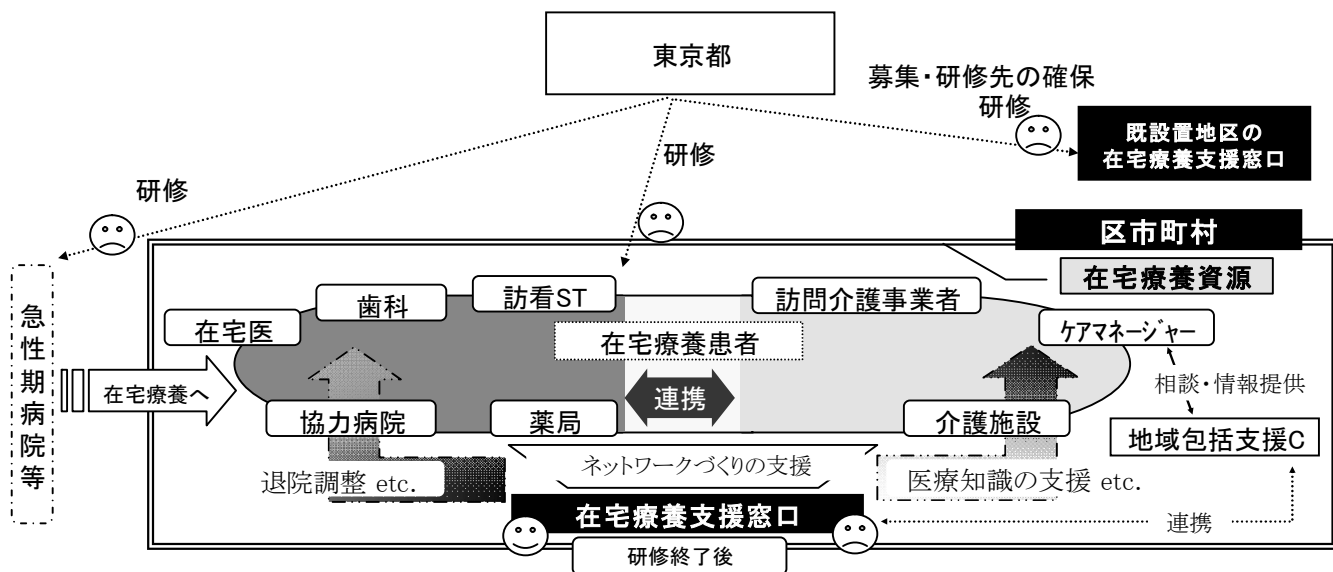 東京都
募集・研修先の確保
研修
既設置地区の
在宅療養支援窓口
研修
研修
区市町村
在宅療養資源
急性期病院等
在宅療養へ
在宅医
歯科
訪看ST
訪問介護事業者
ケアマネージャー
在宅療養患者
連携
相談・情報提供
協力病院
薬局
介護施設
地域包括支援C
退院調整 etc.
ネットワークづくりの支援
医療知識の支援 etc.
在宅療養支援窓口
連携
研修終了後